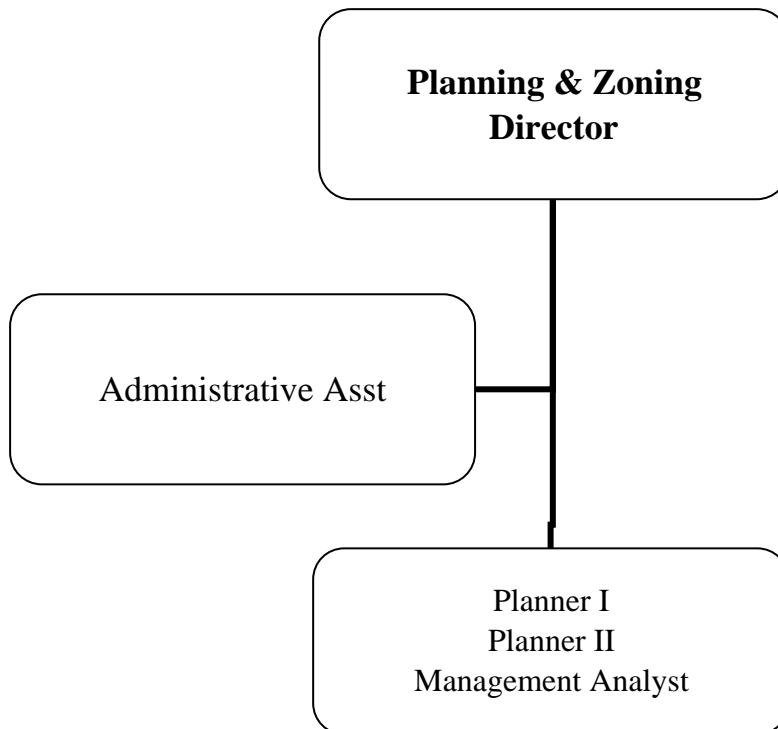 Planning & Zoning
Director
Administrative Asst
Planner I
Planner II
Management Analyst